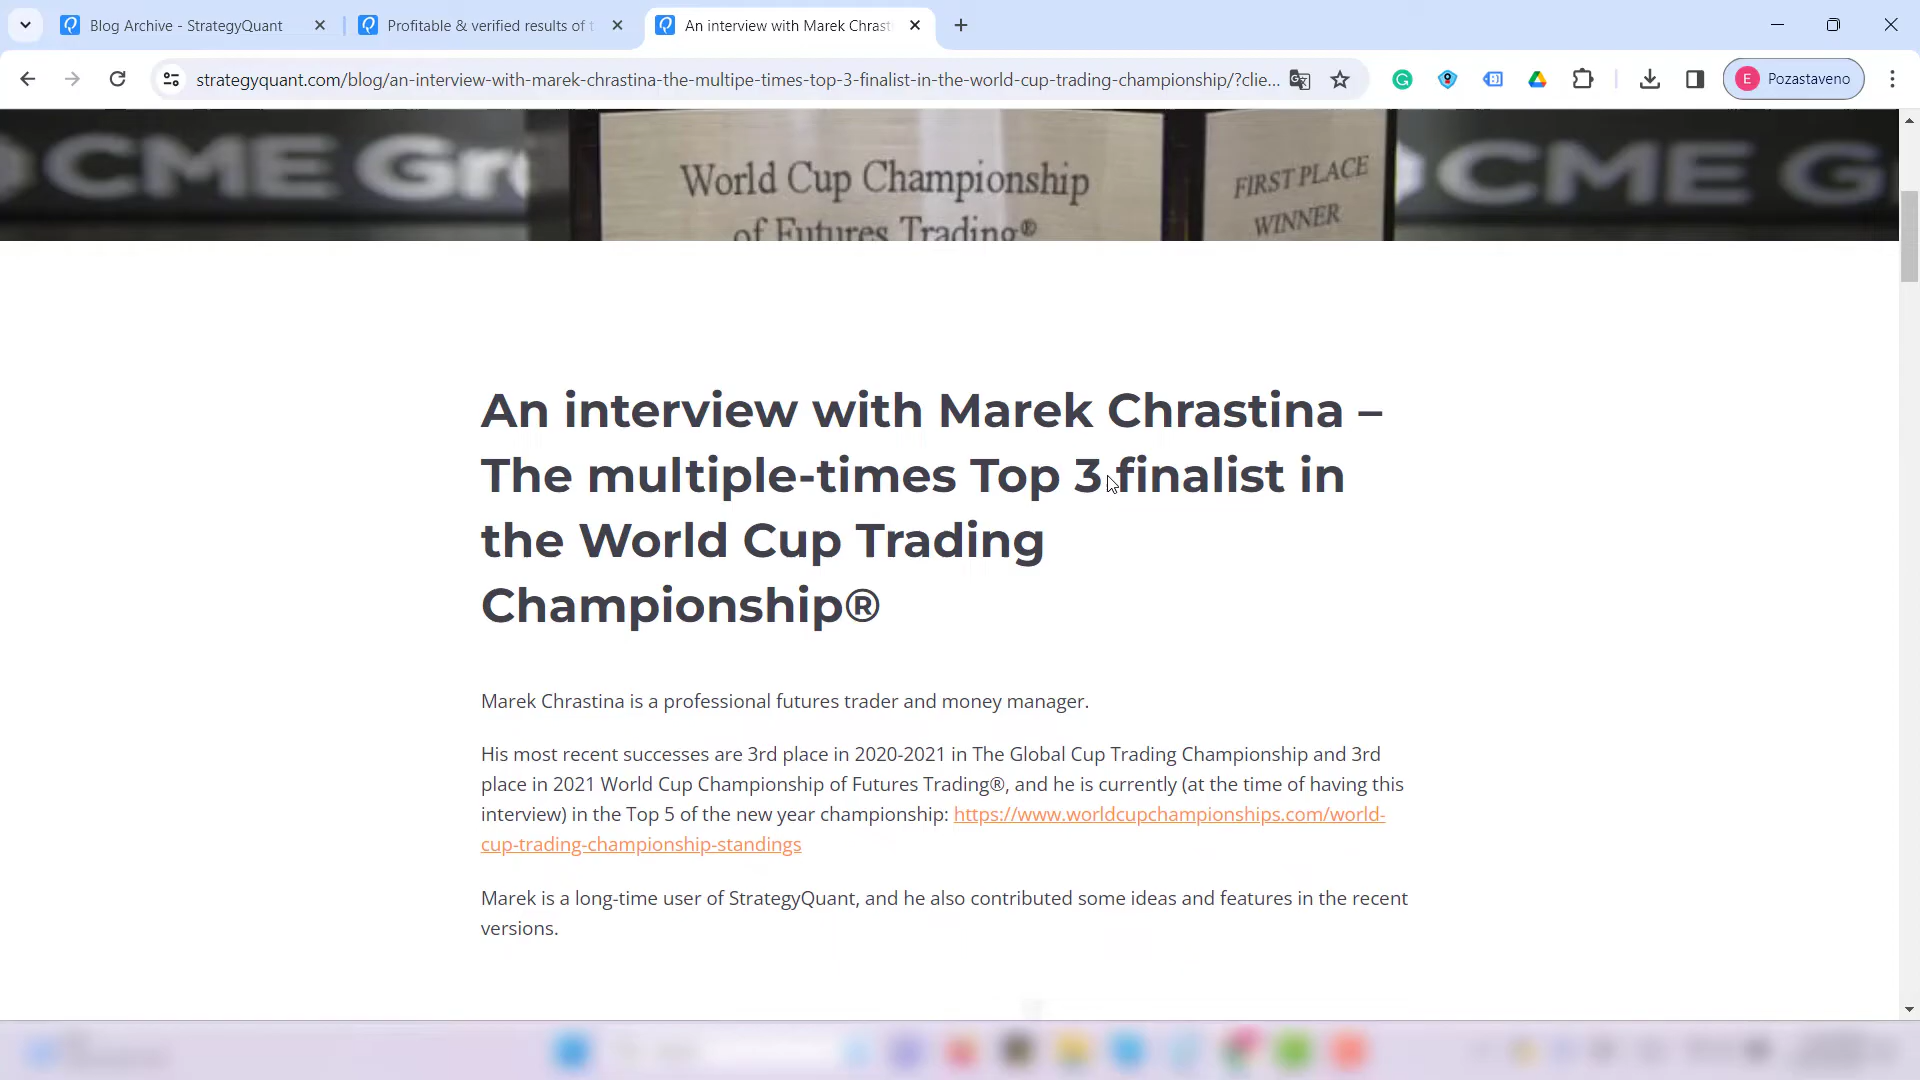 Blog Archive - StrategyQuant
Profitable & verified results of t
An interview with Marek Chrast
strategyquant.com/blog/an-interview-with-marek-chrastina-the-multipe-times-top-3-finalist-in-the-world-cup-trading-championship/?clie...
E Pozastaveno
CME Gro
World Cup Championship
of Futures Trading®
FIRST PLACE
WINNER
CME G
An interview with Marek Chrastina –
The multiple-times Top 3 finalist in
the World Cup Trading
Championship®
Marek Chrastina is a professional futures trader and money manager.
His most recent successes are 3rd place in 2020-2021 in The Global Cup Trading Championship and 3rd
place in 2021 World Cup Championship of Futures Trading®, and he is currently (at the time of having this
interview) in the Top 5 of the new year championship: https://www.worldcupchampionships.com/world-
cup-trading-championship-standings
Marek is a long-time user of StrategyQuant, and he also contributed some ideas and features in the recent
versions.